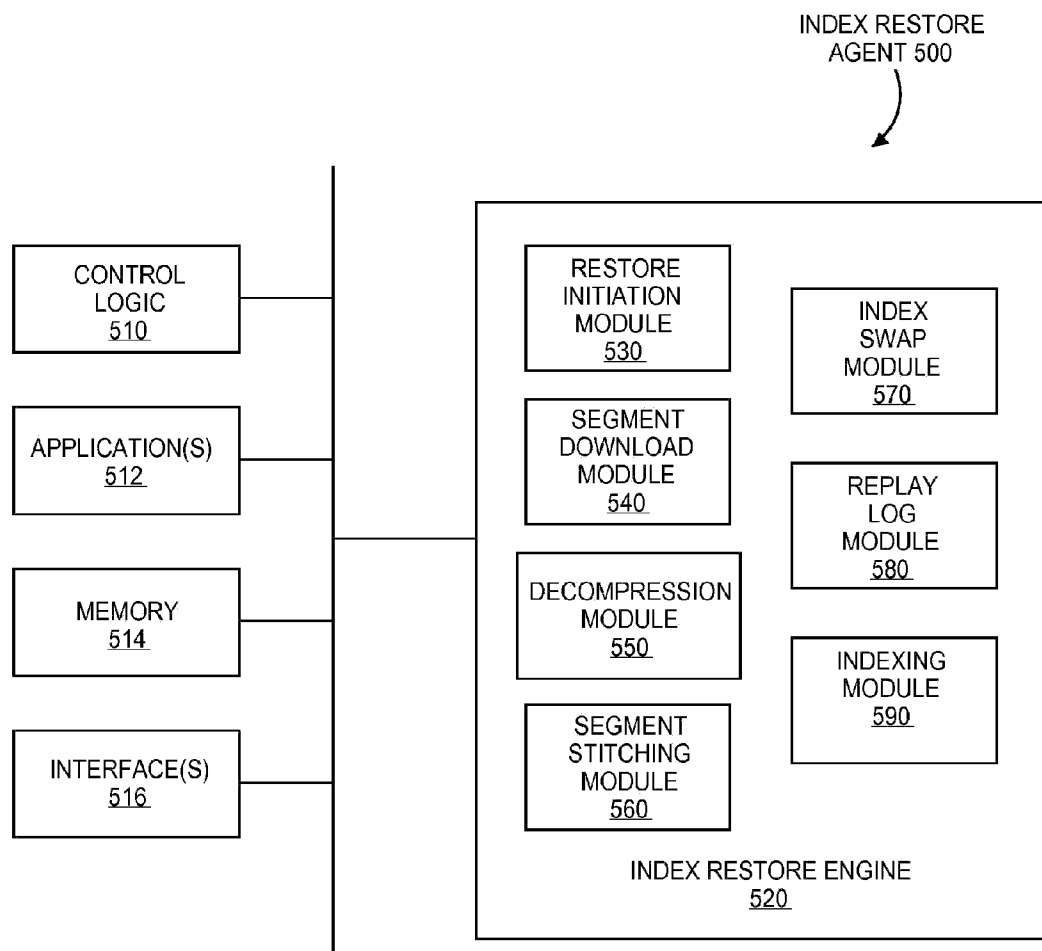 INDEX RESTORE
AGENT 500
CONTROL
LOGIC
510
APPLICATION(S)
512
MEMORY
514
INTERFACE(S)
516
RESTORE
INITIATION
MODULE
530
SEGMENT
DOWNLOAD
MODULE
540
DECOMPRESSION
MODULE
550
SEGMENT
STITCHING
MODULE
560
INDEX
SWAP
MODULE
570
REPLAY
LOG
MODULE
580
INDEXING
MODULE
590
INDEX RESTORE ENGINE
520